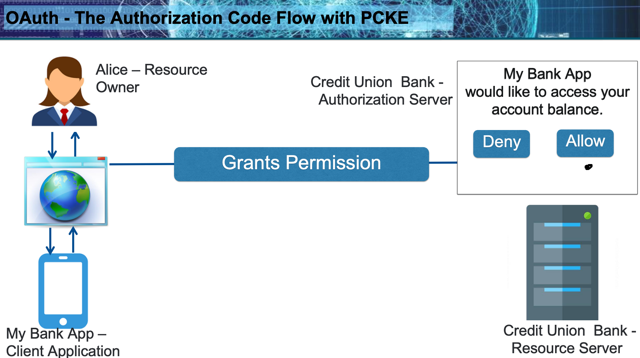 OAuth - The Authorization Code Flow with PCKE
Alice – Resource
Owner
Credit Union Bank -
Authorization Server
My Bank App
would like to access your
account balance.
Deny
Allow
Grants Permission
My Bank App –
Client Application
Credit Union Bank -
Resource Server